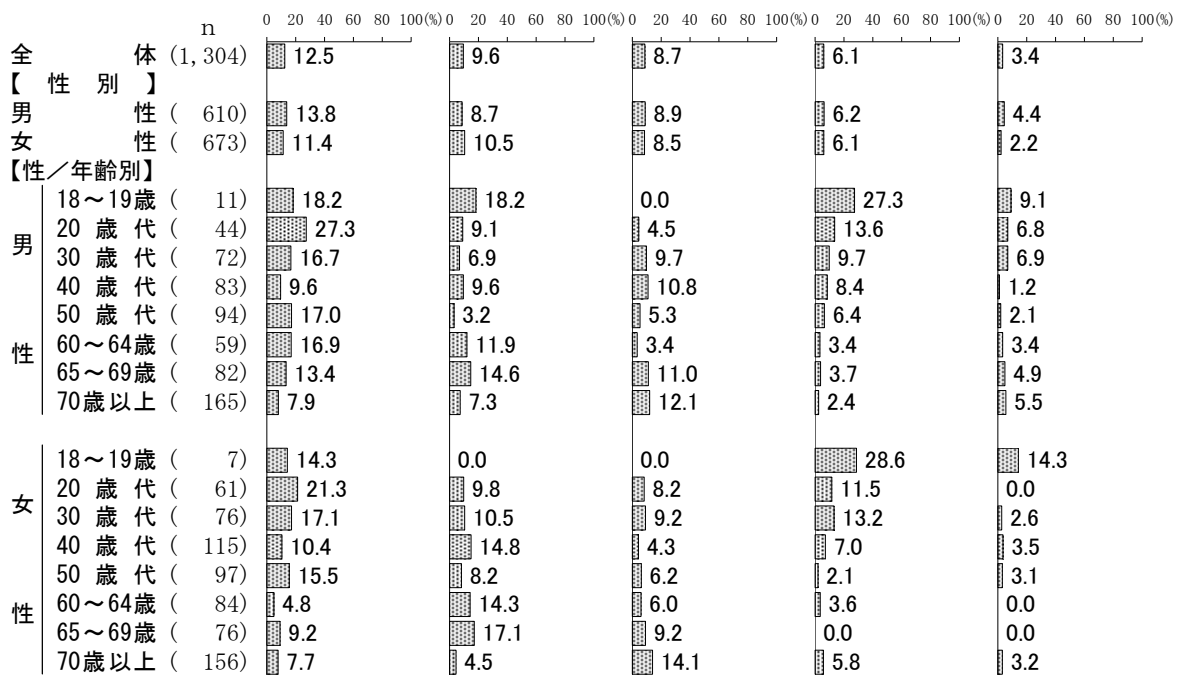 n
0 20 40 60 80 100(%) 0 20 40 60 80 100(%) 0 20 40 60 80 100(%) 0 20 40 60 80 100(%) 0 20 40 60 80 100(%)
全体 (1,304) 12.5 9.6 8.7 6.1 3.4
【性別】
男性 ( 610) 13.8 8.7 8.9 6.2 4.4
女性 ( 673) 11.4 10.5 8.5 6.1 2.2
【性／年齢別】
男性
18～19歳 ( 11) 18.2 18.2 0.0 27.3 9.1
20歳代 ( 44) 27.3 9.1 4.5 13.6 6.8
30歳代 ( 72) 16.7 6.9 9.7 9.7 6.9
40歳代 ( 83) 9.6 9.6 10.8 8.4 1.2
50歳代 ( 94) 17.0 3.2 5.3 6.4 2.1
60～64歳 ( 59) 16.9 11.9 3.4 3.4 3.4
65～69歳 ( 82) 13.4 14.6 11.0 3.7 4.9
70歳以上 ( 165) 7.9 7.3 12.1 2.4 5.5
女性
18～19歳 ( 7) 14.3 0.0 0.0 28.6 14.3
20歳代 ( 61) 21.3 9.8 8.2 11.5 0.0
30歳代 ( 76) 17.1 10.5 9.2 13.2 2.6
40歳代 ( 115) 10.4 14.8 4.3 7.0 3.5
50歳代 ( 97) 15.5 8.2 6.2 2.1 3.1
60～64歳 ( 84) 4.8 14.3 6.0 3.6 0.0
65～69歳 ( 76) 9.2 17.1 9.2 0.0 0.0
70歳以上 ( 156) 7.7 4.5 14.1 5.8 3.2